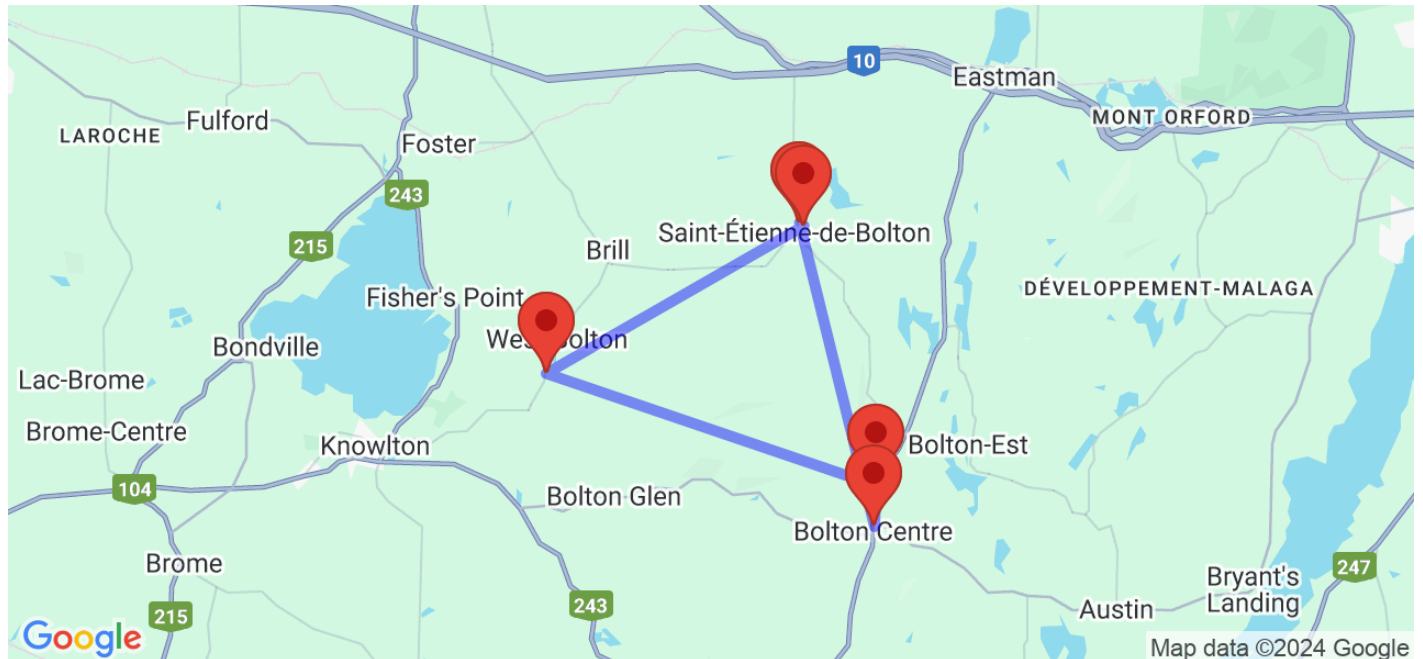 10
Eastman
Fulford
LAROCHE
MONT ORFORD
Foster
243
215
Saint-Étienne-de-Bolton
Brill
Fisher's Point
DÉVELOPPEMENT-MALAGA
Bondville
Lac-Brome
Brome-Centre
Knowlton
Bolton-Est
104
Bolton Glen
Bolton Centre
Brome
247
Bryant's
Landing
243
Austin
215
Google
Map data ©2024 Google